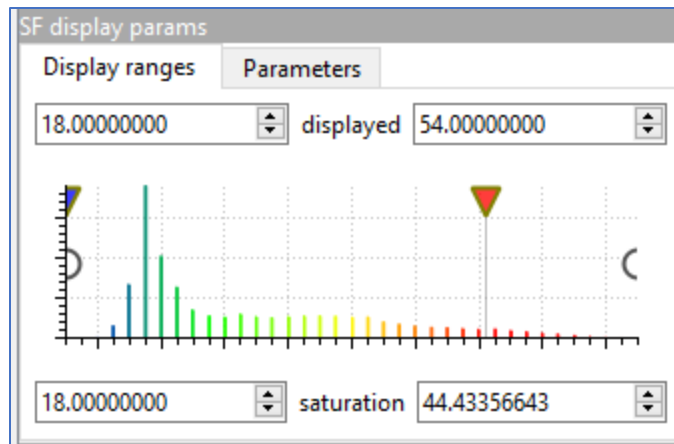 SF display params
Display ranges Parameters
18.00000000 displayed 54.00000000
18.00000000 saturation 44.43356643